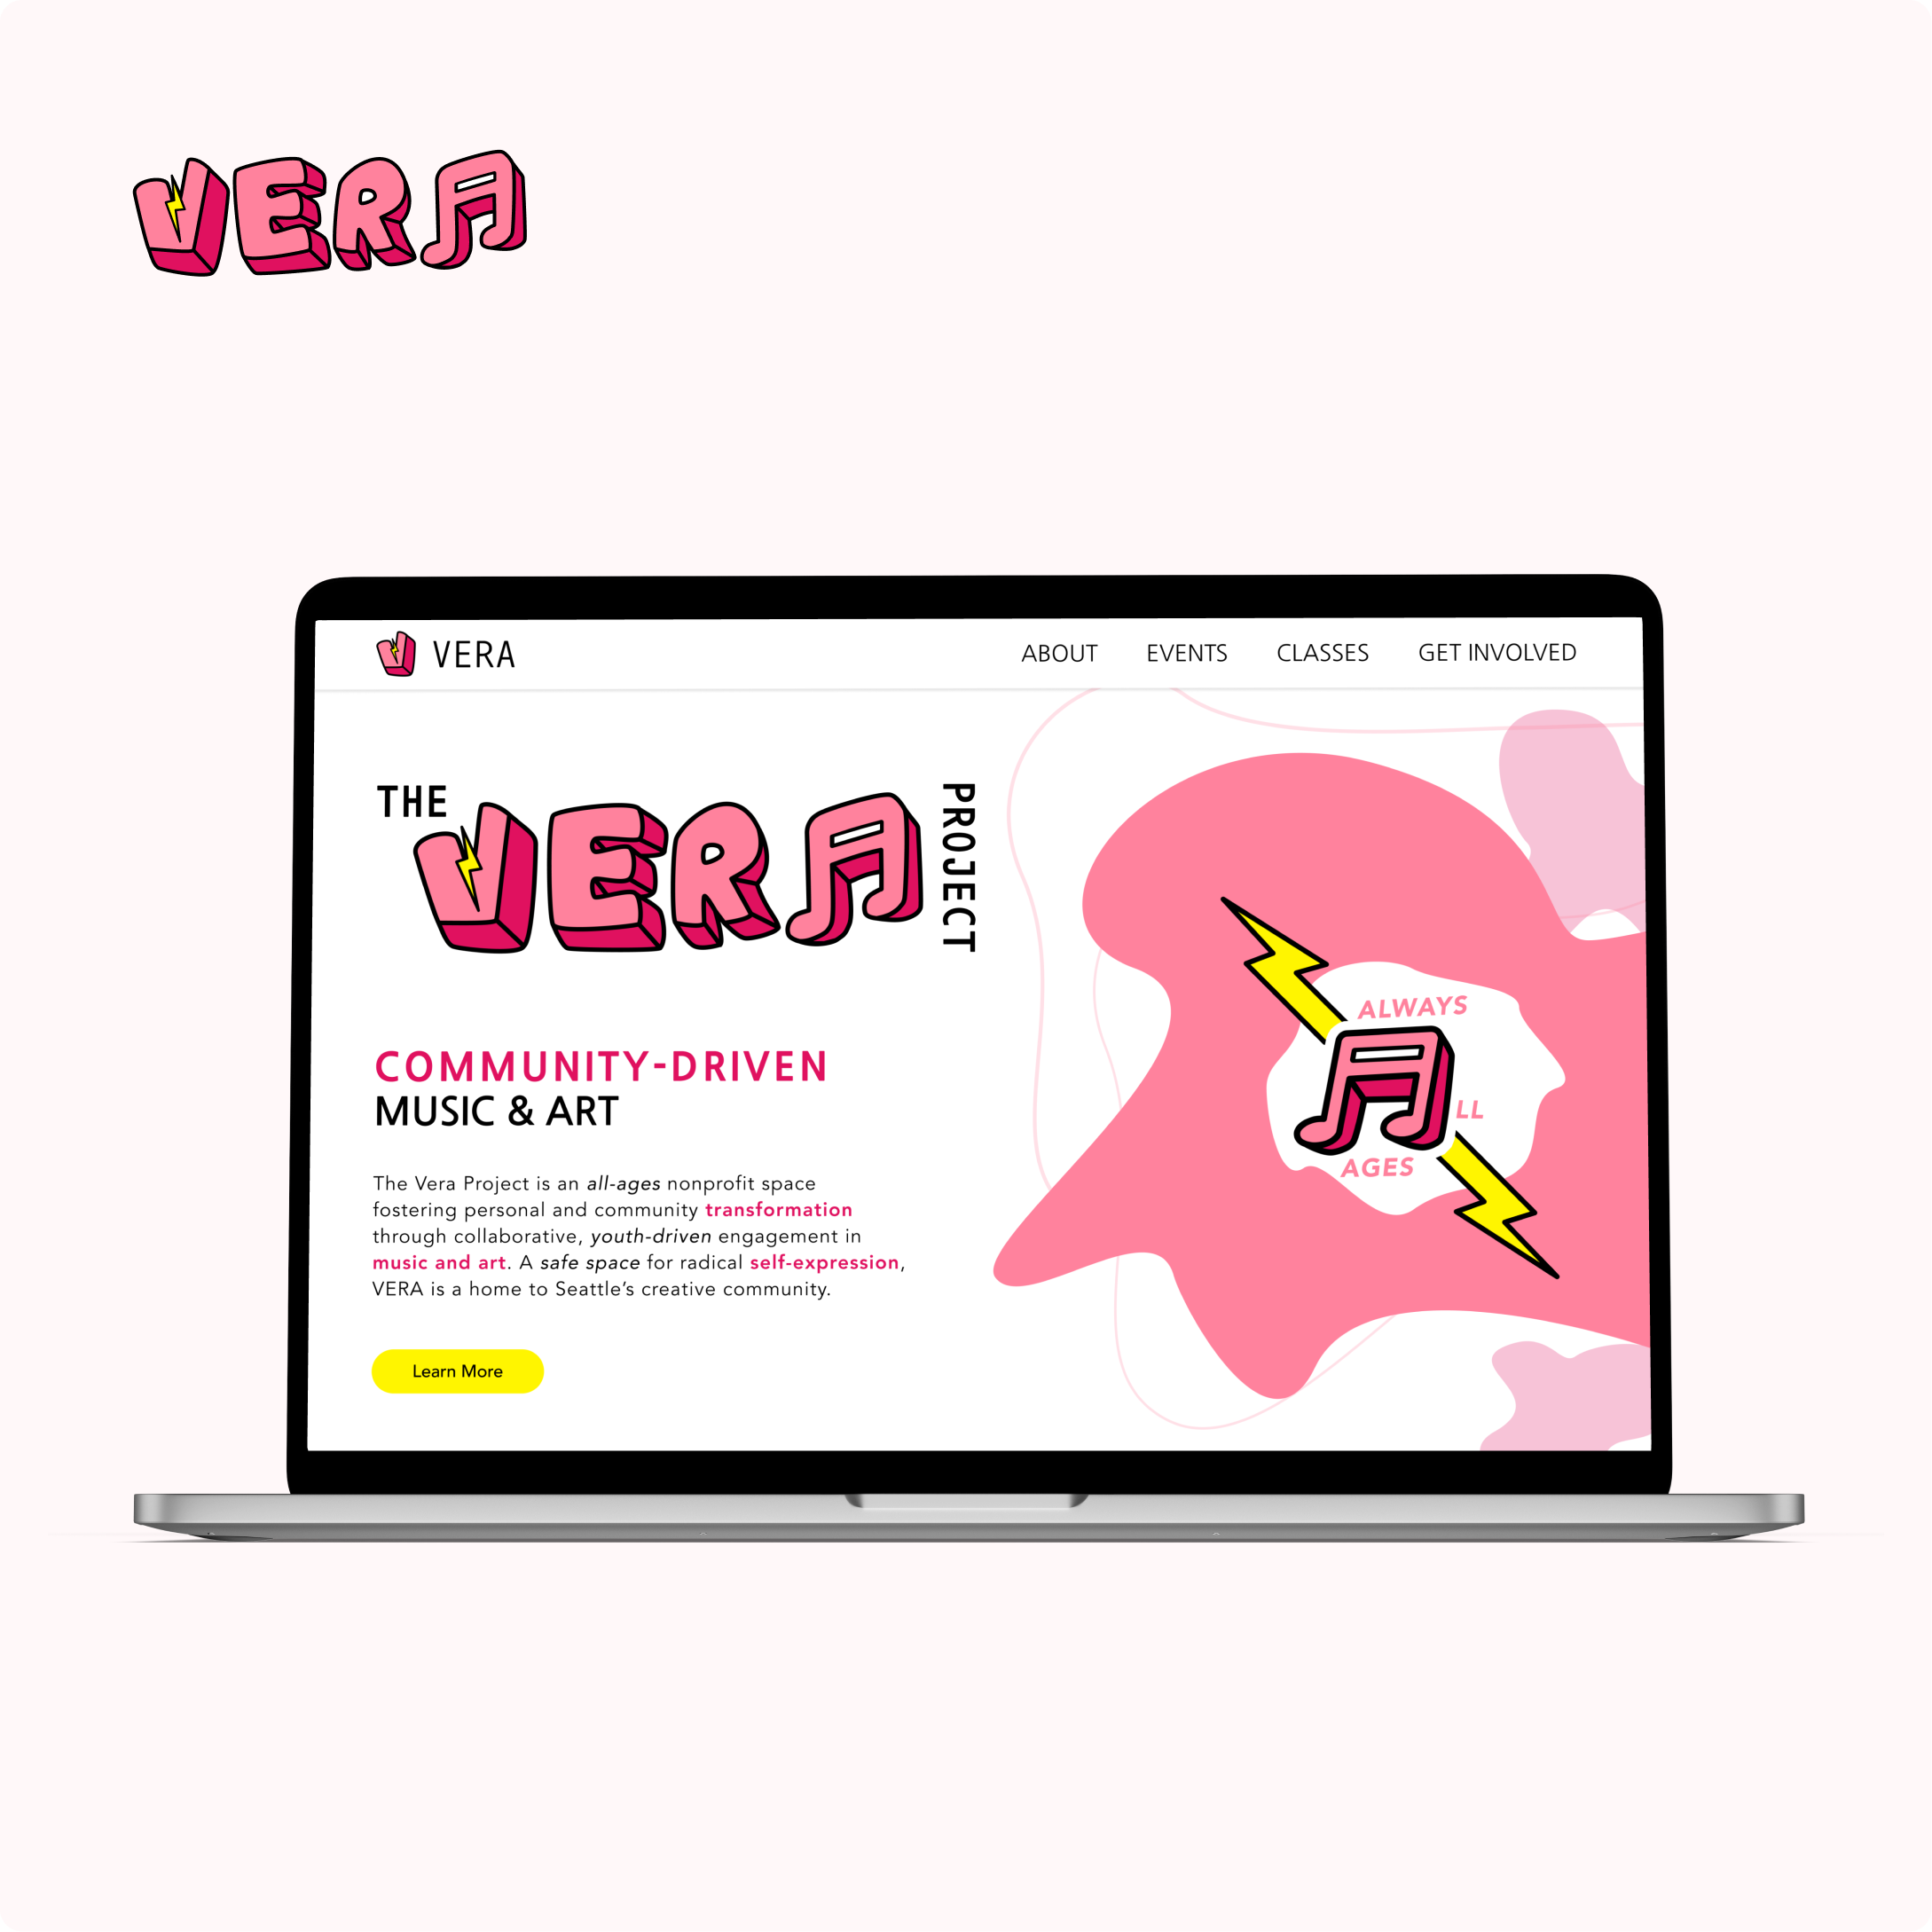 VERA
VERA
ABOUT EVENTS CLASSES GET INVOLVED
THE
VERA
PROJECT
COMMUNITY-DRIVEN
MUSIC & ART
The Vera Project is an all-ages nonprofit space
fostering personal and community transformation
through collaborative, youth-driven engagement in
music and art. A safe space for radical self-expression,
VERA is a home to Seattle’s creative community.
Learn More
ALWAYS
ALL
AGES